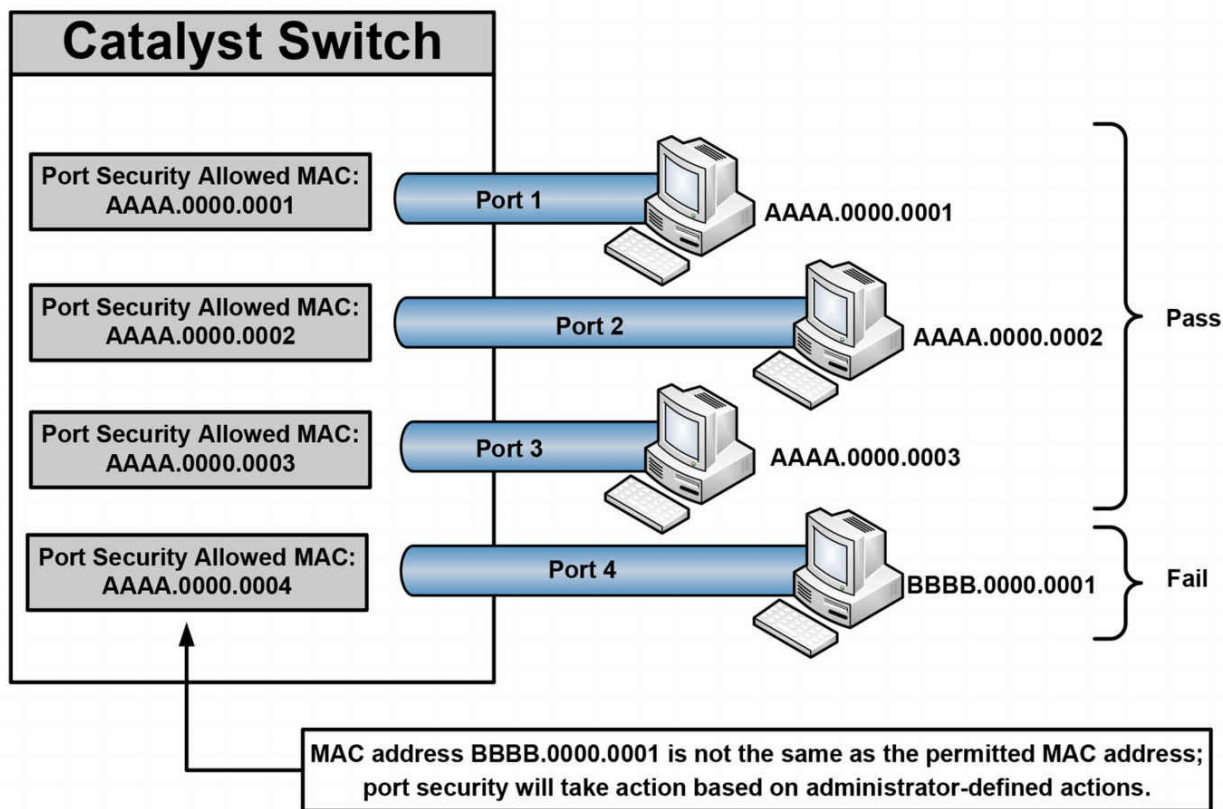 Catalyst Switch
Port Security Allowed MAC:
AAAA.0000.0001
Port 1
AAAA.0000.0001
Port Security Allowed MAC:
AAAA.0000.0002
Port 2
AAAA.0000.0002
Pass
Port Security Allowed MAC:
AAAA.0000.0003
Port 3
AAAA.0000.0003
Port Security Allowed MAC:
AAAA.0000.0004
Port 4
BBBB.0000.0001
Fail
MAC address BBBB.0000.0001 is not the same as the permitted MAC address;
port security will take action based on administrator-defined actions.